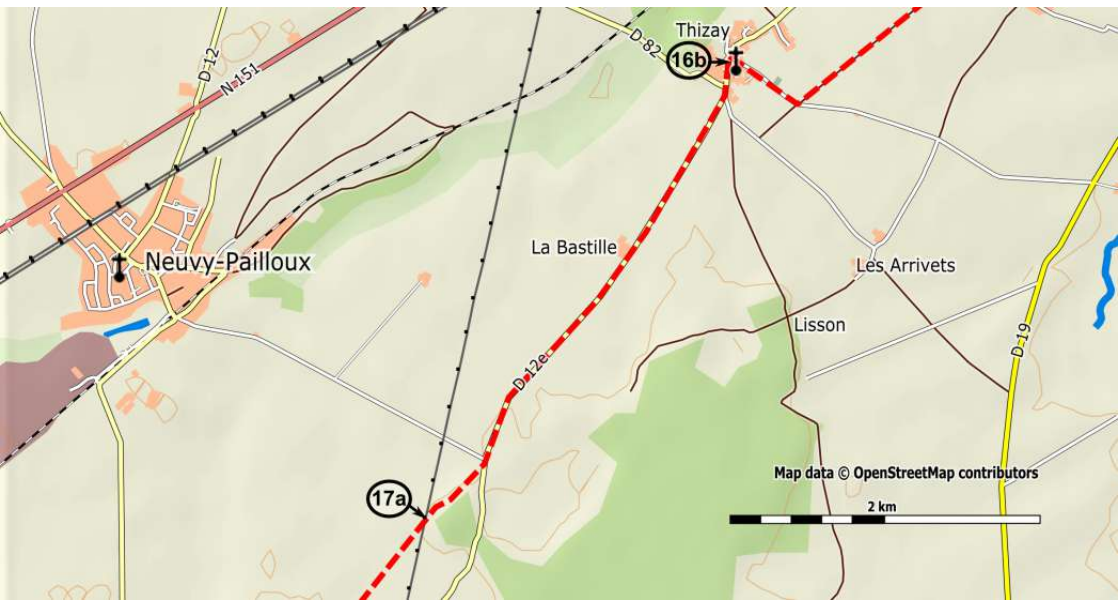 Thizay
D-82
16b
D-12
N 151
La Bastille
Neuvy-Pailloux
Les Arrivets
Lisson
D-19
D-12e
Map data © OpenStreetMap contributors
17a
2 km